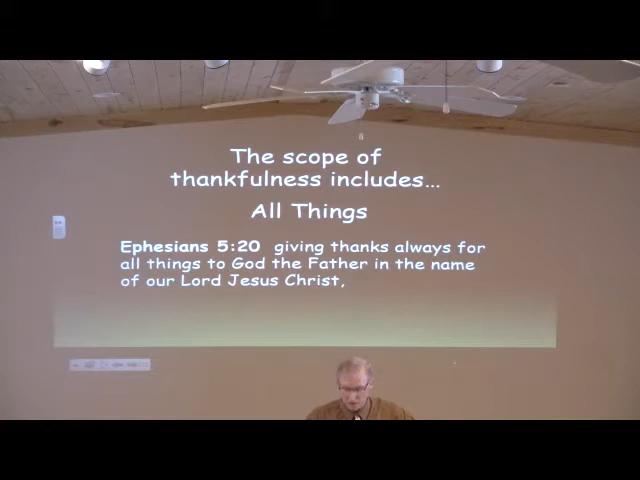 The scope of
thankfulness includes...
All Things
Ephesians 5:20 giving thanks always for
all things to God the Father in the name
of our Lord Jesus Christ,